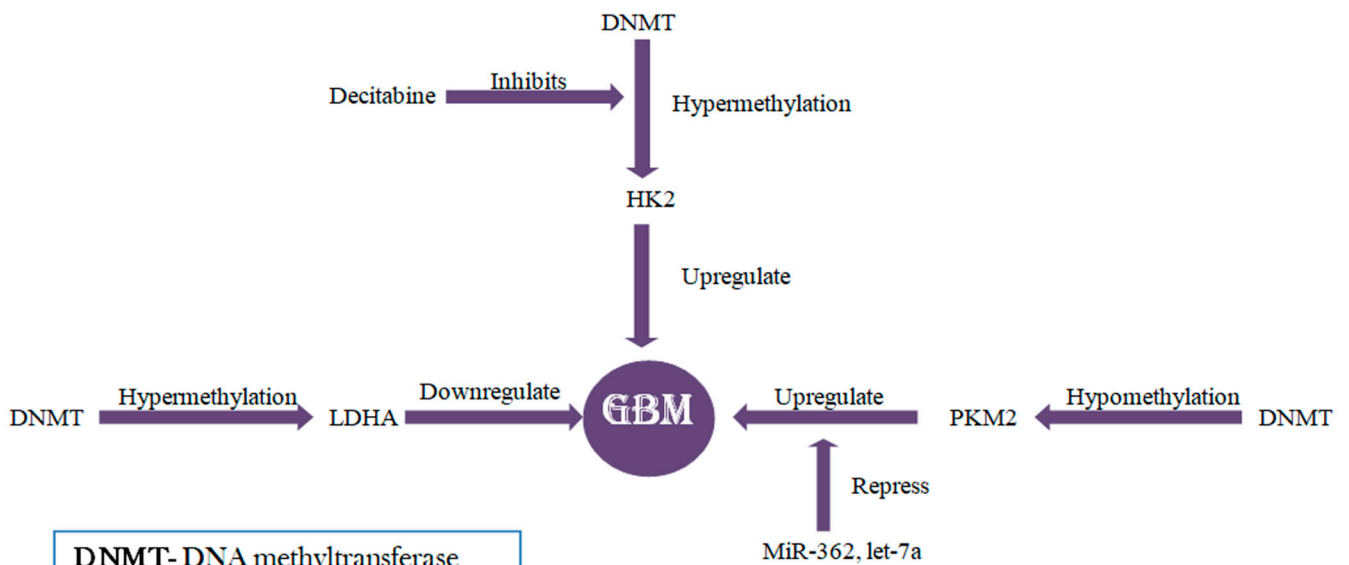 DNMT
Decitabine
Inhibits
Hypermethylation
HK2
Upregulate
DNMT
Hypermethylation
LDHA
Downregulate
GBM
Upregulate
PKM2
Hypomethylation
DNMT
Repress
MiR-362, let-7a
DNMT- DNA methyltransferase